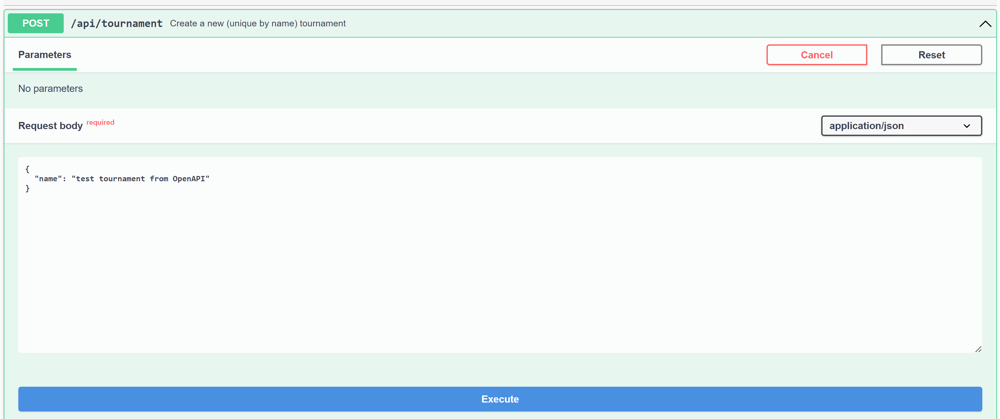 POST /api/tournament Create a new (unique by name) tournament
Parameters Cancel Reset
No parameters
Request body required application/json
{
  "name": "test tournament from OpenAPI"
}
Execute